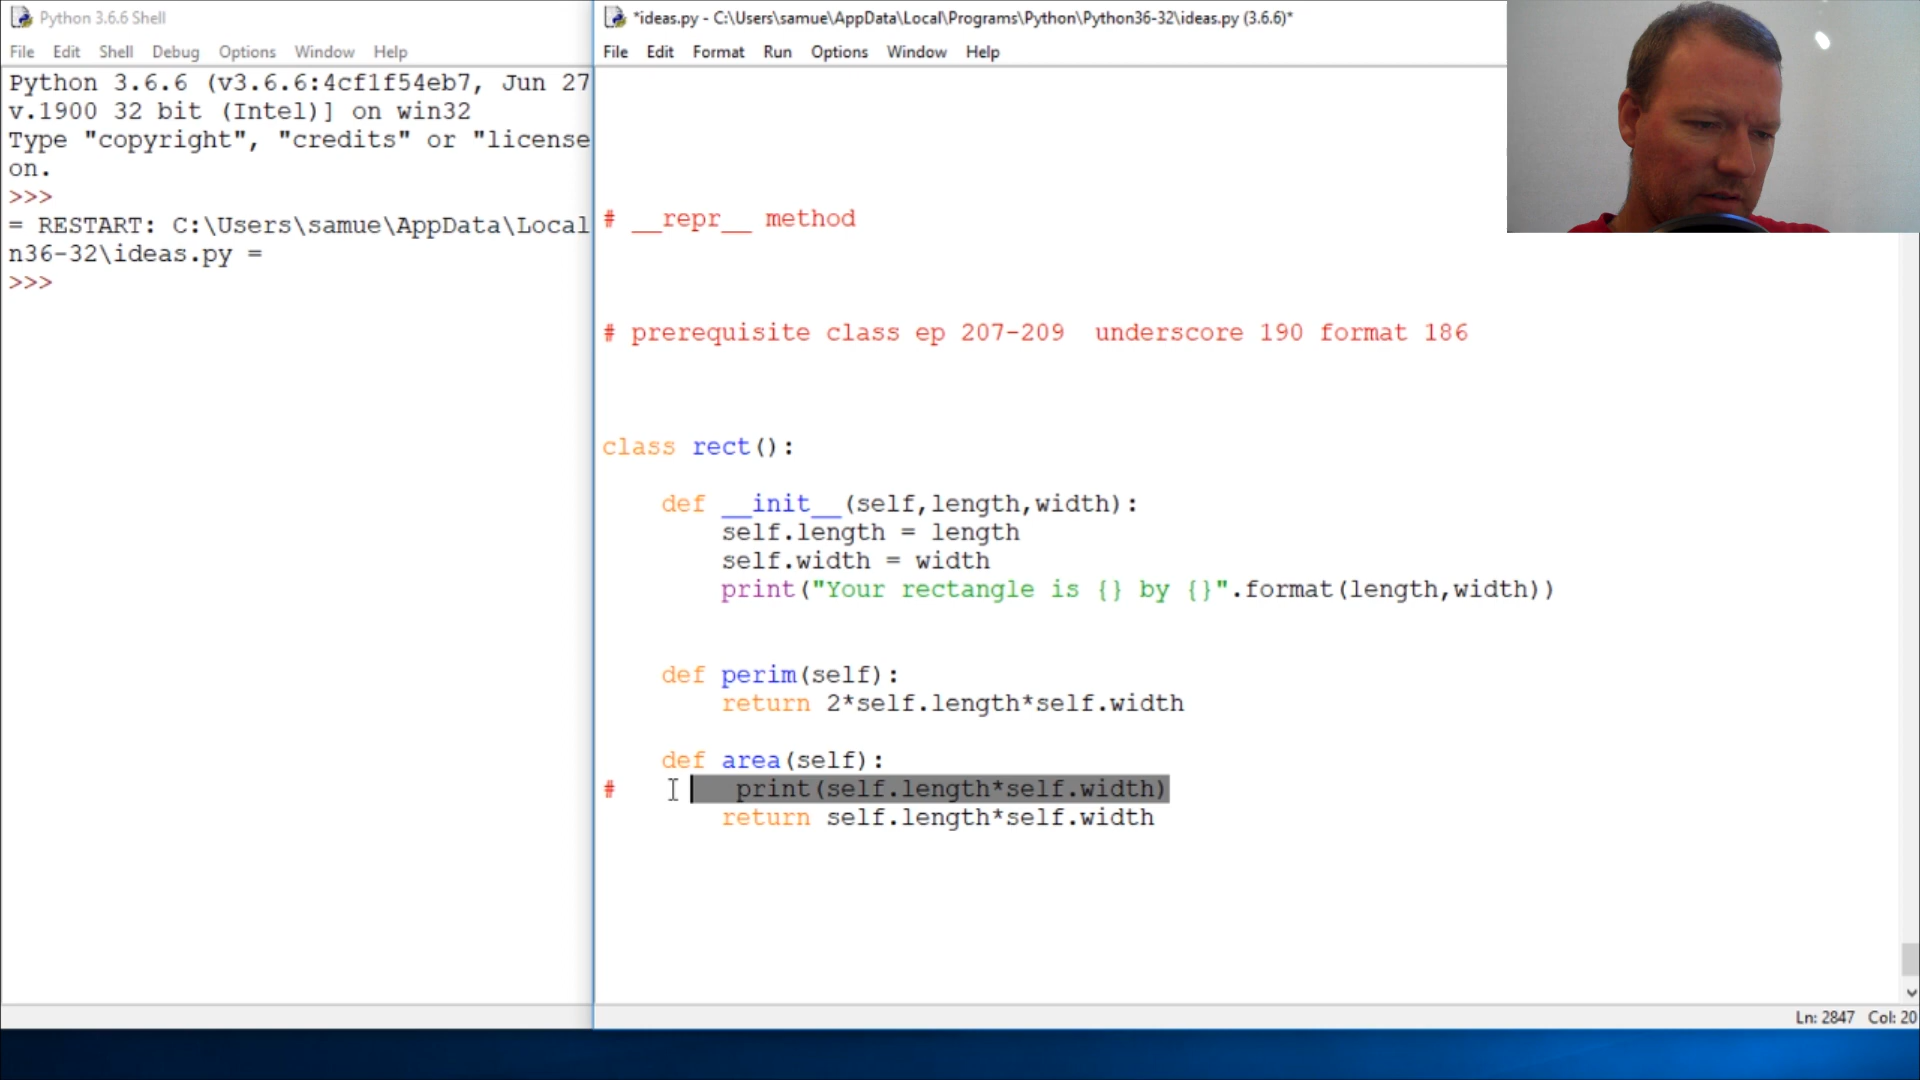 Python 3.6.6 Shell
File Edit Shell Debug Options Window Help
Python 3.6.6 (v3.6.6:4cf1f54eb7, Jun 27
v.1900 32 bit (Intel)] on win32
Type "copyright", "credits" or "license
on.
>>>
= RESTART: C:\Users\samue\AppData\Local
n36-32\ideas.py =
>>>
*ideas.py - C:\Users\samue\AppData\Local\Programs\Python\Python36-32\ideas.py (3.6.6)*
File Edit Format Run Options Window Help
# __repr__ method
# prerequisite class ep 207-209  underscore 190 format 186
class rect():
def __init__(self,length,width):
self.length = length
self.width = width
print("Your rectangle is {} by {}".format(length,width))
def perim(self):
return 2*self.length*self.width
def area(self):
# print(self.length*self.width)
return self.length*self.width
Ln: 2847 Col: 20